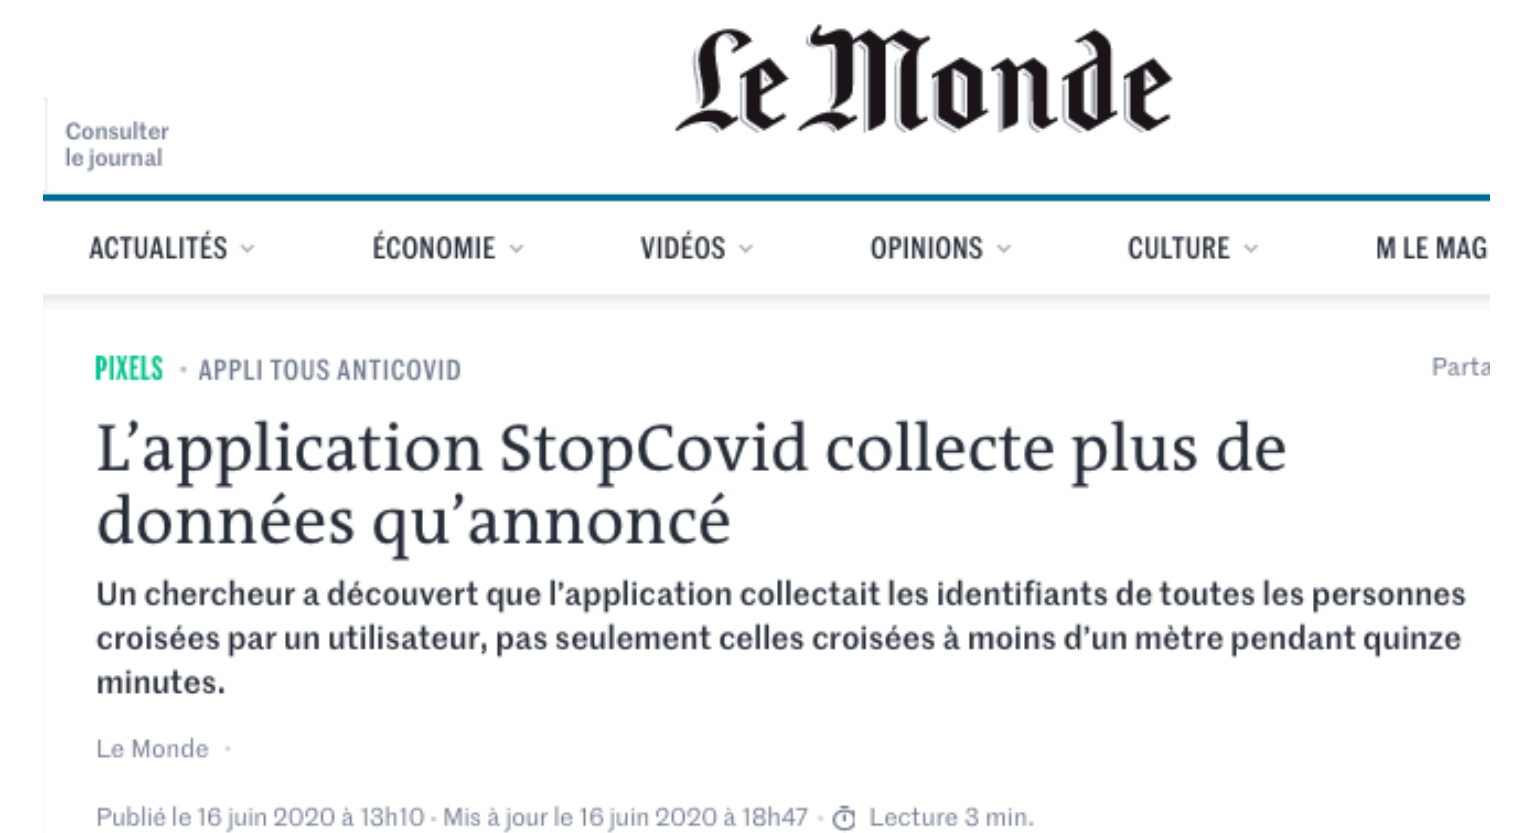 Le Monde
Consulter
le journal
ACTUALITÉS ÉCONOMIE VIDÉOS OPINIONS CULTURE M LE MAG
PIXELS • APPLI TOUS ANTICOVID
Parta
L’application StopCovid collecte plus de
données qu’annoncé
Un chercheur a découvert que l’application collectait les identifiants de toutes les personnes
croisées par un utilisateur, pas seulement celles croisées à moins d’un mètre pendant quinze
minutes.
Le Monde •
Publié le 16 juin 2020 à 13h10 - Mis à jour le 16 juin 2020 à 18h47 • Lecture 3 min.